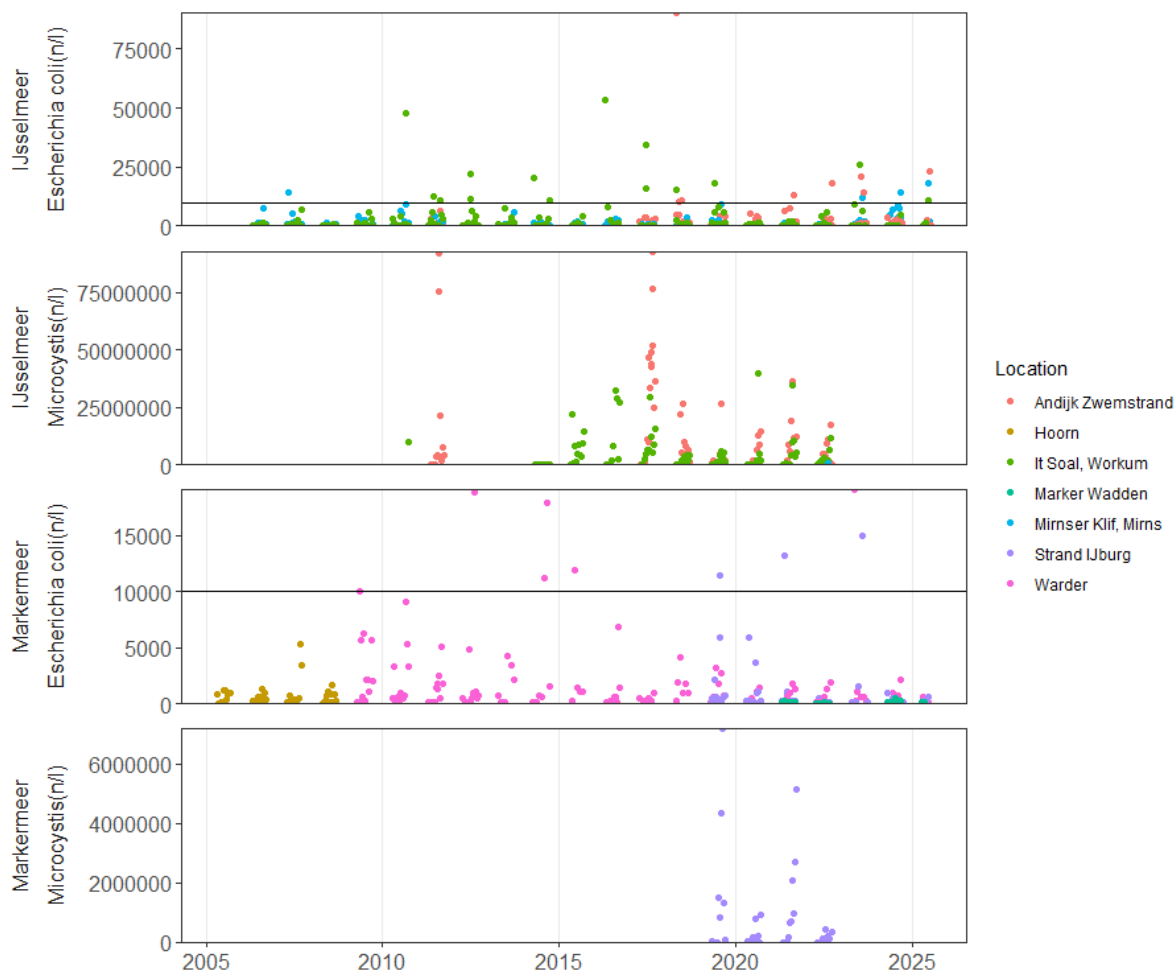 IJsselmeer
Escherichia coli(n/l)
75000
50000
25000
0
IJsselmeer
Microcystis(n/l)
75000000
50000000
25000000
0
Markermeer
Escherichia coli(n/l)
15000
10000
5000
0
Markermeer
Microcystis(n/l)
6000000
4000000
2000000
0
2005 2010 2015 2020 2025
Location
Andijk Zwemstrand
Hoorn
It Soal, Workum
Marker Wadden
Mirnser Klif, Mirns
Strand IJburg
Warder